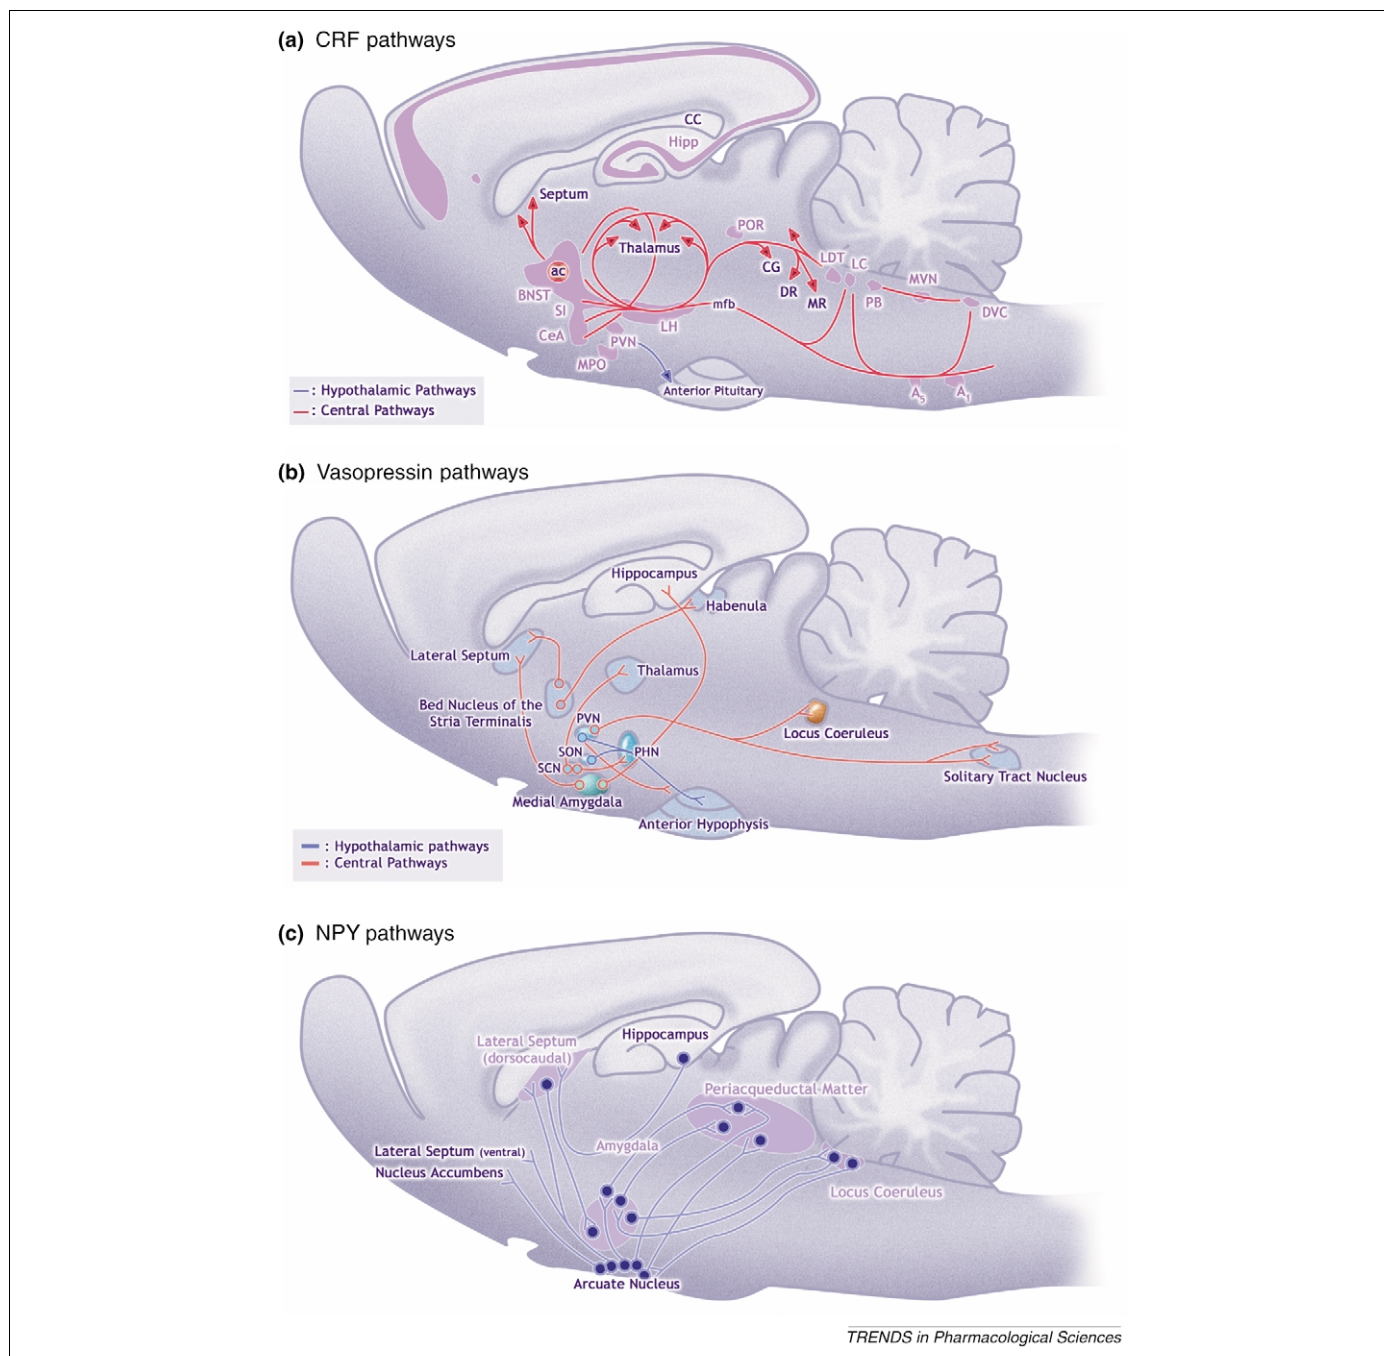 (a) CRF pathways
CC
Hipp
Septum
POR
Thalamus
CG
LDT
LC
ac
DR
MR
PB
MVN
BNST
SI
mfb
DVC
CeA
LH
PVN
MPO
Anterior Pituitary
A5
A1
: Hypothalamic Pathways
: Central Pathways
(b) Vasopressin pathways
Hippocampus
Habenula
Lateral Septum
Thalamus
Bed Nucleus of the
Stria Terminalis
PVN
Locus Coeruleus
SON
PHN
SCN
Solitary Tract Nucleus
Medial Amygdala
Anterior Hypophysis
: Hypothalamic pathways
: Central Pathways
(c) NPY pathways
Hippocampus
Lateral Septum
(dorsocaudal)
Periacqueductal Matter
Amygdala
Lateral Septum (ventral)
Nucleus Accumbens
Locus Coeruleus
Arcuate Nucleus
TRENDS in Pharmacological Sciences